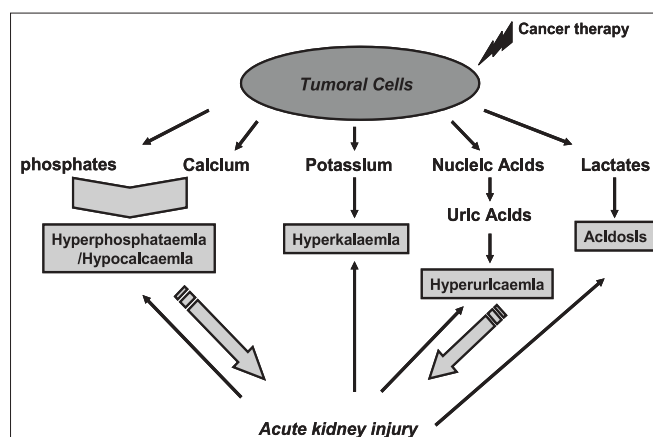 Cancer therapy
Tumoral Cells
phosphates
Calcium
Potassium
Nucleic Acids
Lactates
Uric Acids
Hyperphosphataemia
/Hypocalcaemia
Hyperkalaemia
Acidosis
Hyperuricaemia
Acute kidney injury